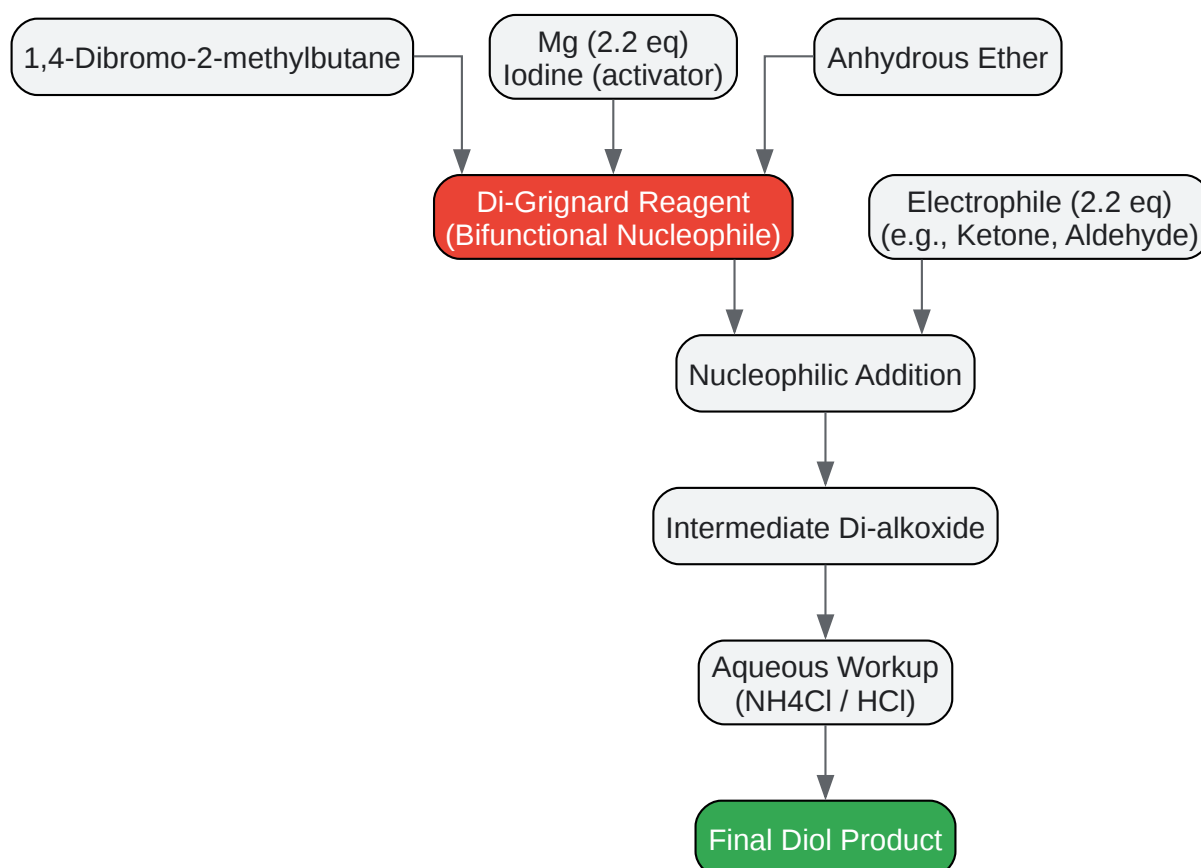 1,4-Dibromo-2-methylbutane
Mg (2.2 eq)
Iodine (activator)
Anhydrous Ether
Di-Grignard Reagent
(Bifunctional Nucleophile)
Electrophile (2.2 eq)
(e.g., Ketone, Aldehyde)
Nucleophilic Addition
Intermediate Di-alkoxide
Aqueous Workup
(NH4Cl / HCl)
Final Diol Product